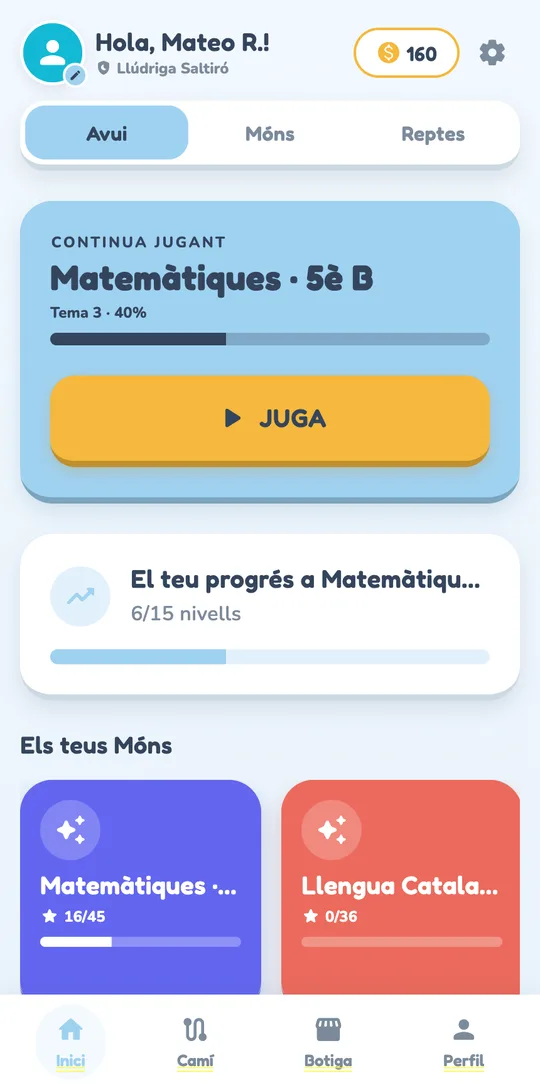 Hola, Mateo R.!
Llúdriga Saltiró
160
Avui
Móns
Reptes
CONTINUA JUGANT
Matemàtiques · 5è B
Tema 3 · 40%
JUGA
El teu progrés a Matemàtiqu...
6/15 nivells
Els teus Móns
Matemàtiques ·...
16/45
Llengua Catala...
0/36
Inici
Camí
Botiga
Perfil